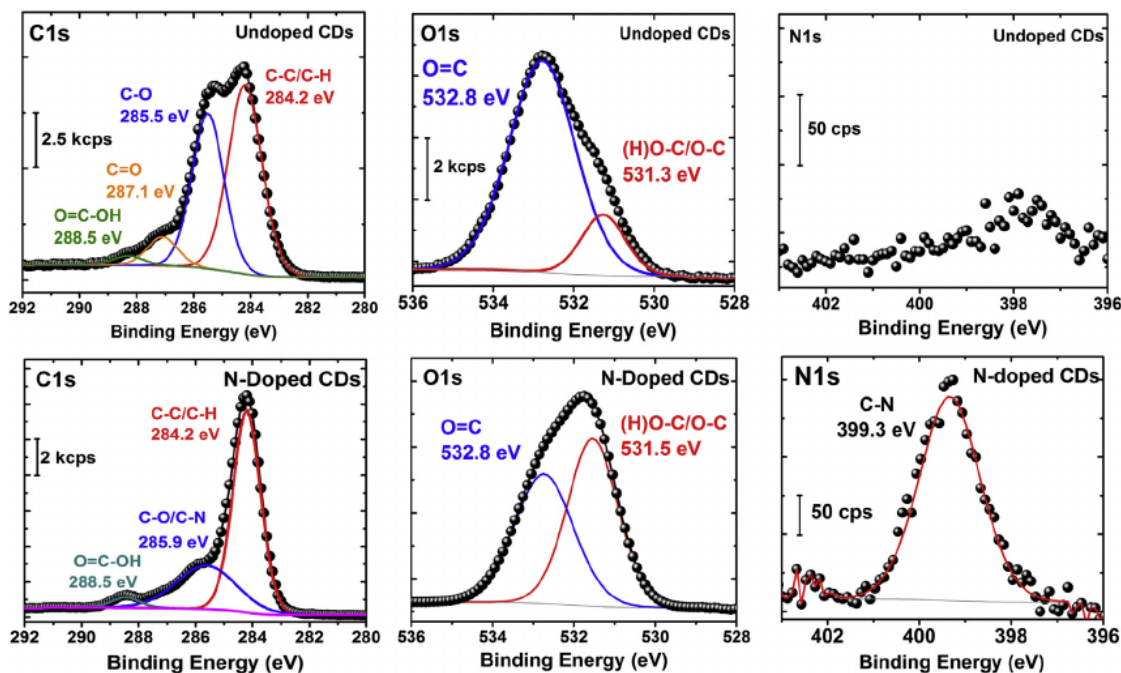 C1s
Undoped CDs
C-C/C-H
284.2 eV
C-O
285.5 eV
2.5 kcps
C=O
287.1 eV
O=C-OH
288.5 eV
292 290 288 286 284 282 280
Binding Energy (eV)
O1s
Undoped CDs
O=C
532.8 eV
2 kcps
(H)O-C/O-C
531.3 eV
536 534 532 530 528
Binding Energy (eV)
N1s
Undoped CDs
50 cps
402 400 398 396
Binding Energy (eV)
C1s
N-Doped CDs
C-C/C-H
284.2 eV
2 kcps
C-O/C-N
285.9 eV
O=C-OH
288.5 eV
292 290 288 286 284 282 280
Binding Energy (eV)
O1s
N-Doped CDs
O=C
532.8 eV
(H)O-C/O-C
531.5 eV
536 534 532 530 528
Binding Energy (eV)
N1s
N-doped CDs
C-N
399.3 eV
50 cps
402 400 398 396
Binding Energy (eV)